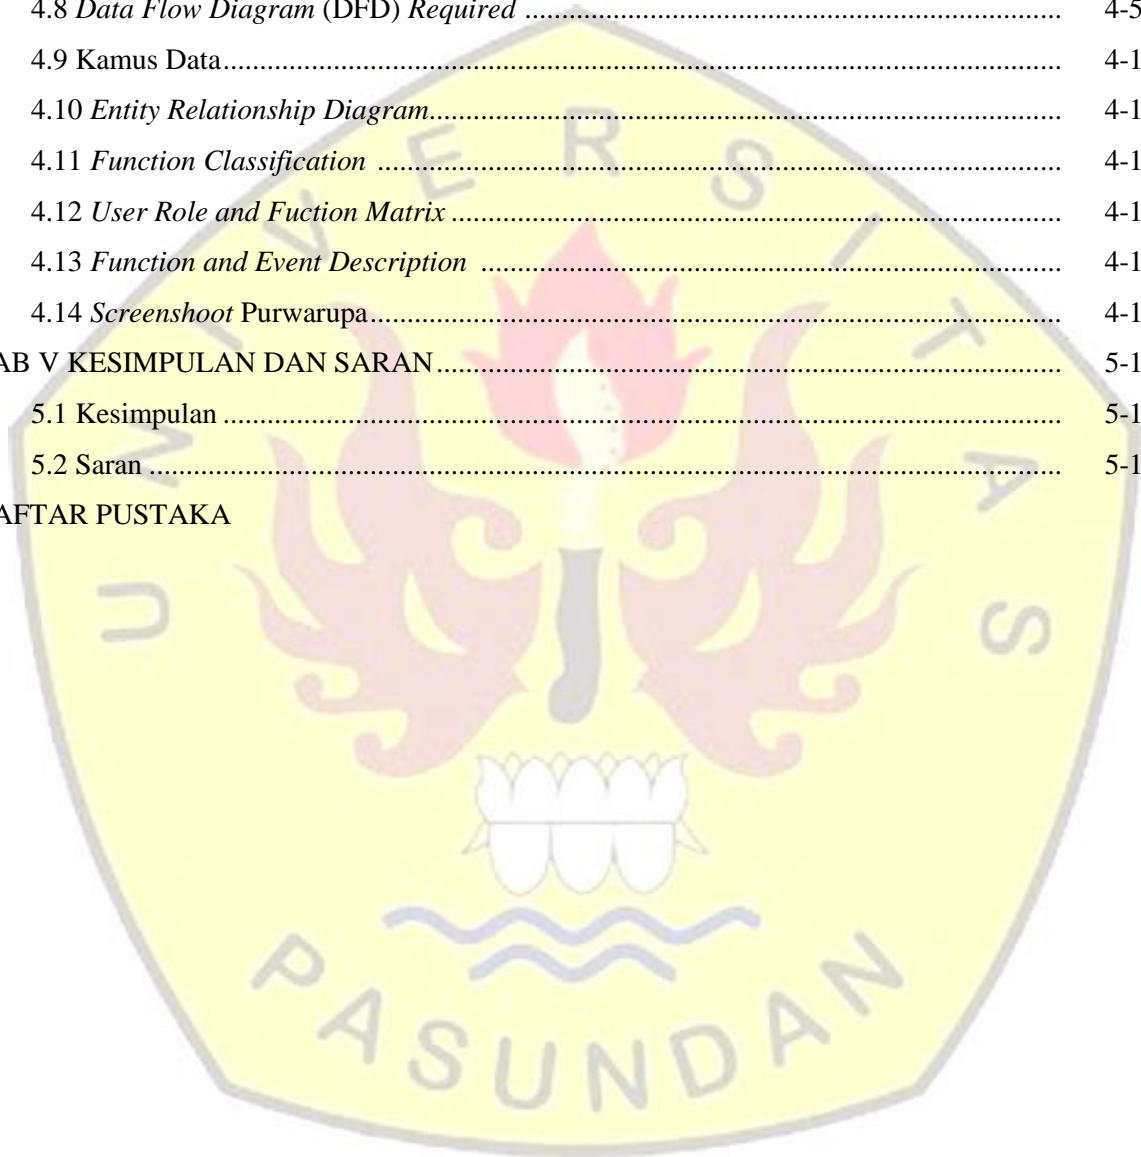 4.8 Data Flow Diagram (DFD) Required ........................................................................ 4-5
4.9 Kamus Data ................................................................................................................ 4-1
4.10 Entity Relationship Diagram ..................................................................................... 4-1
4.11 Function Classification ............................................................................................ 4-1
4.12 User Role and Fuction Matrix ................................................................................... 4-1
4.13 Function and Event Description ............................................................................... 4-1
4.14 Screenshoot Purwarupa ............................................................................................ 4-1
AB V KESIMPULAN DAN SARAN ................................................................................... 5-1
5.1 Kesimpulan ................................................................................................................ 5-1
5.2 Saran ......................................................................................................................... 5-1
AFTAR PUSTAKA
UNIVERSITAS
PASUNDAN